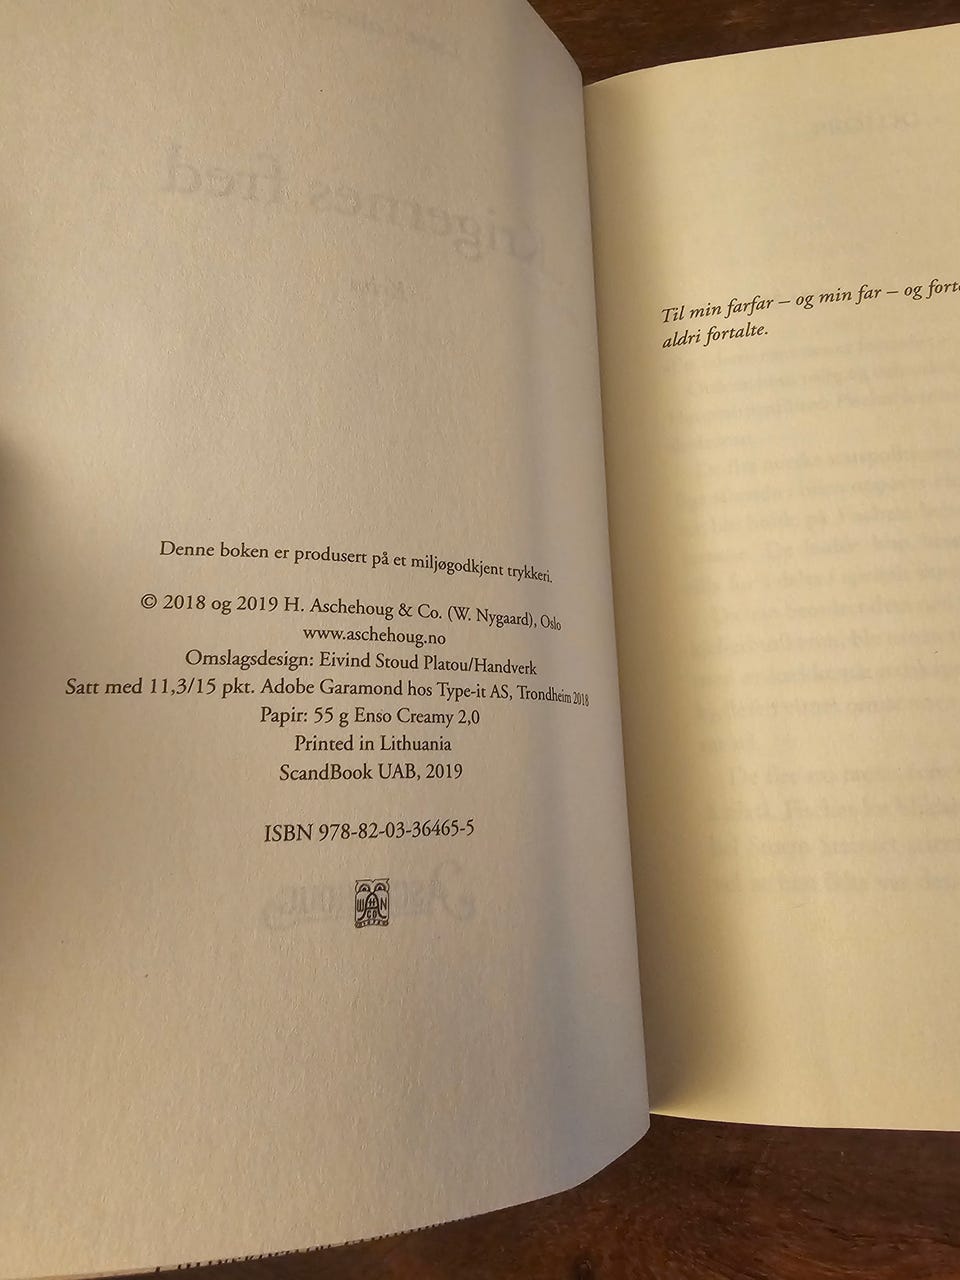 Denne boken er produsert på et miljøgodkjent trykkeri.
© 2018 og 2019 H. Aschehoug & Co. (W. Nygaard), Oslo
www.aschehoug.no
Omslagsdesign: Eivind Stoud Platou/Handverk
Satt med 11,3/15 pkt. Adobe Garamond hos Type-it AS, Trondheim 2018
Papir: 55 g Enso Creamy 2,0
Printed in Lithuania
ScandBook UAB, 2019
ISBN 978-82-03-36465-5
Til min farfar – og min far – og
aldri fortalte.